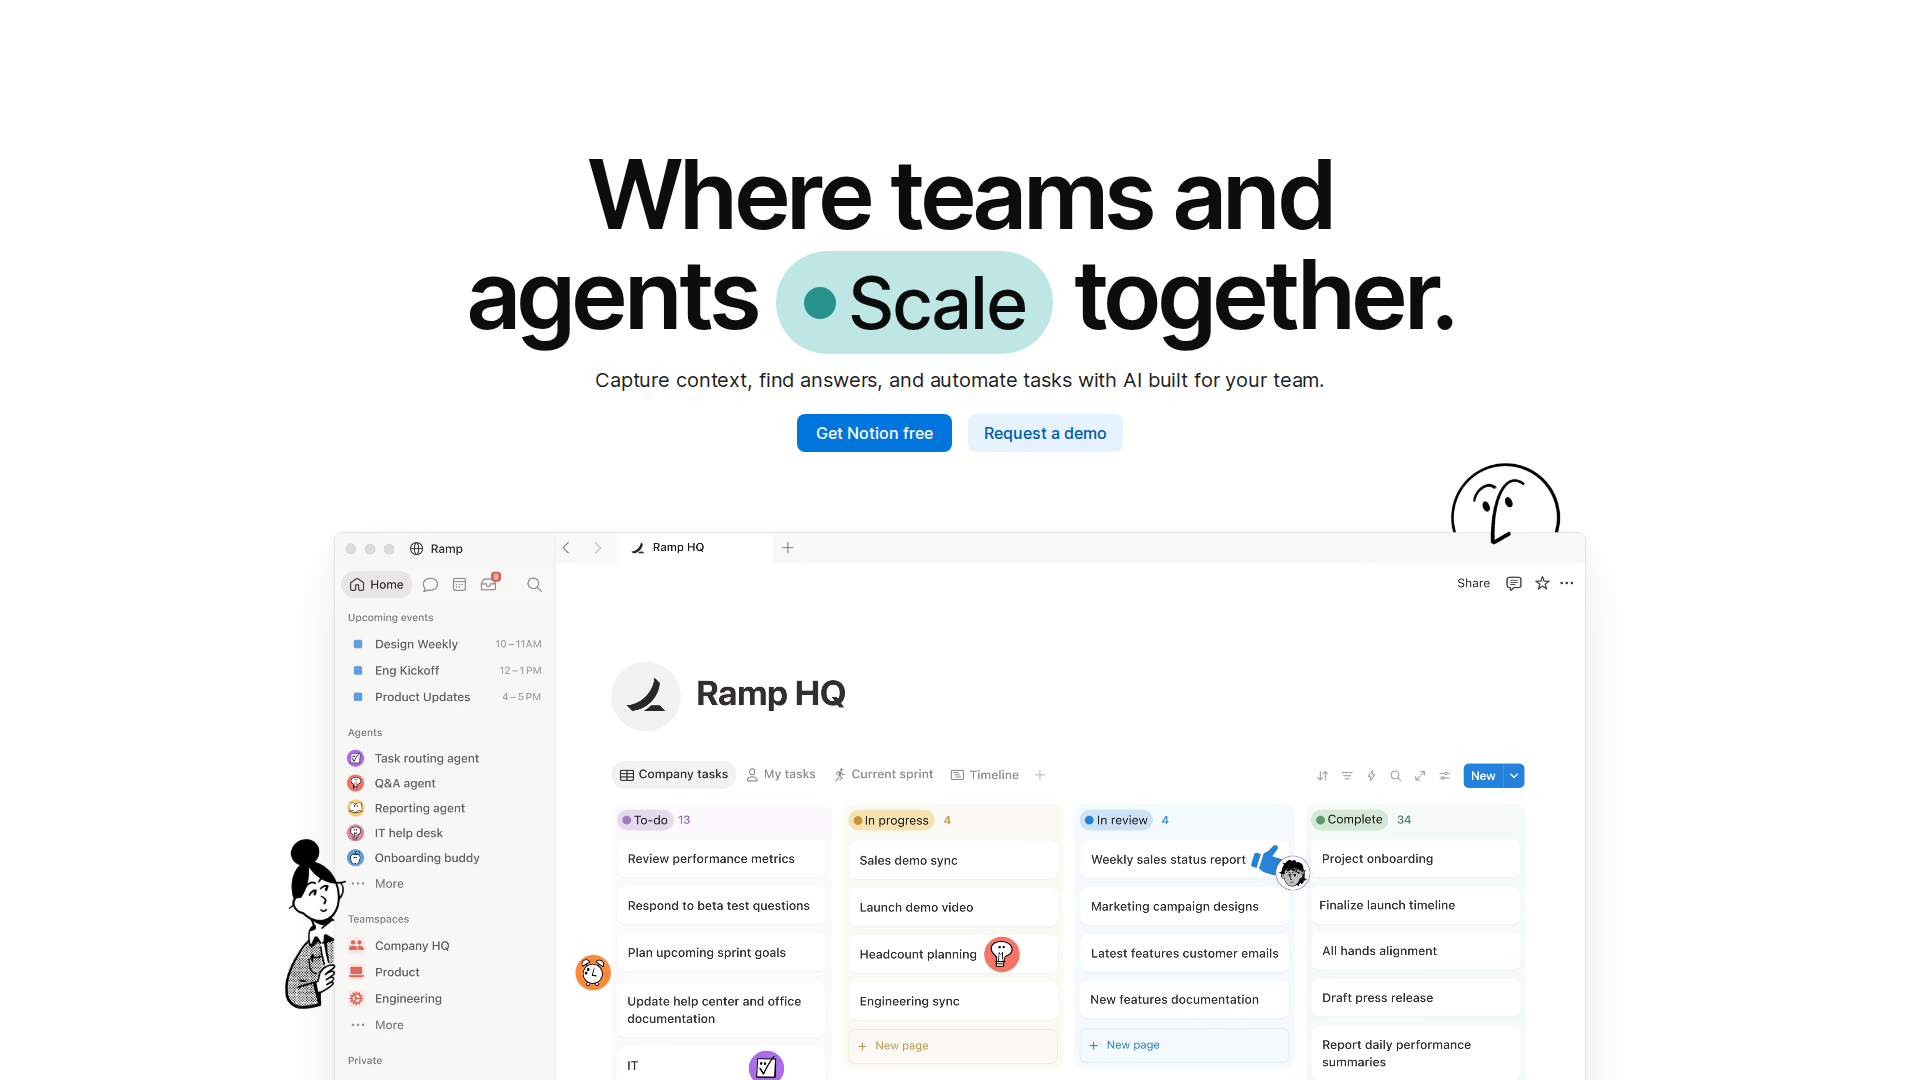 Where teams and
agents Scale together.
Capture context, find answers, and automate tasks with AI built for your team.
Get Notion free
Request a demo
Ramp
Ramp HQ
Home
9
Share
Upcoming events
Design Weekly 10–11AM
Eng Kickoff 12–1PM
Product Updates 4–5PM
Agents
Task routing agent
Q&A agent
Reporting agent
IT help desk
Onboarding buddy
More
Teamspaces
Company HQ
Product
Engineering
More
Private
Ramp HQ
Company tasks
My tasks
Current sprint
Timeline
New
To-do 13
Review performance metrics
Respond to beta test questions
Plan upcoming sprint goals
Update help center and office
documentation
IT
In progress 4
Sales demo sync
Launch demo video
Headcount planning
Engineering sync
New page
In review 4
Weekly sales status report
Marketing campaign designs
Latest features customer emails
New features documentation
New page
Complete 34
Project onboarding
Finalize launch timeline
All hands alignment
Draft press release
Report daily performance
summaries